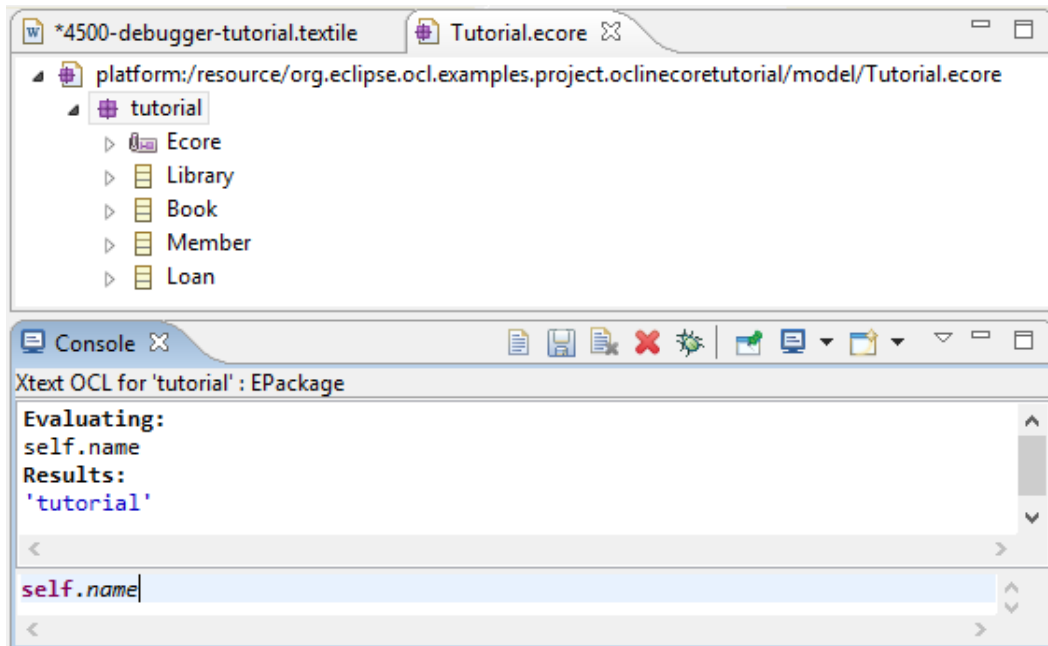 *4500-debugger-tutorial.textile Tutorial.ecore
platform:/resource/org.eclipse.ocl.examples.project.oclinecoretutorial/model/Tutorial.ecore
tutorial
Ecore
Library
Book
Member
Loan
Console
Xtext OCL for 'tutorial' : EPackage
Evaluating:
self.name
Results:
'tutorial'
self.name